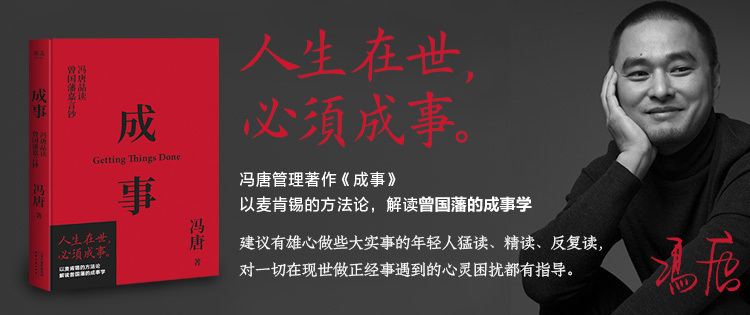 成事
冯唐品读
曾国藩嘉言钞
冯唐
著
冯唐品读
曾国藩嘉言钞
成
事
Getting Things Done
冯唐
著
人生在世，
必须成事。
以麦肯锡的方法论
解读曾国藩的成事学
人生在世，
必須成事。
冯唐管理著作《成事》
以麦肯锡的方法论，解读曾国藩的成事学
建议有雄心做些大实事的年轻人猛读、精读、反复读，
对一切在现世做正经事遇到的心灵困扰都有指导。
冯唐